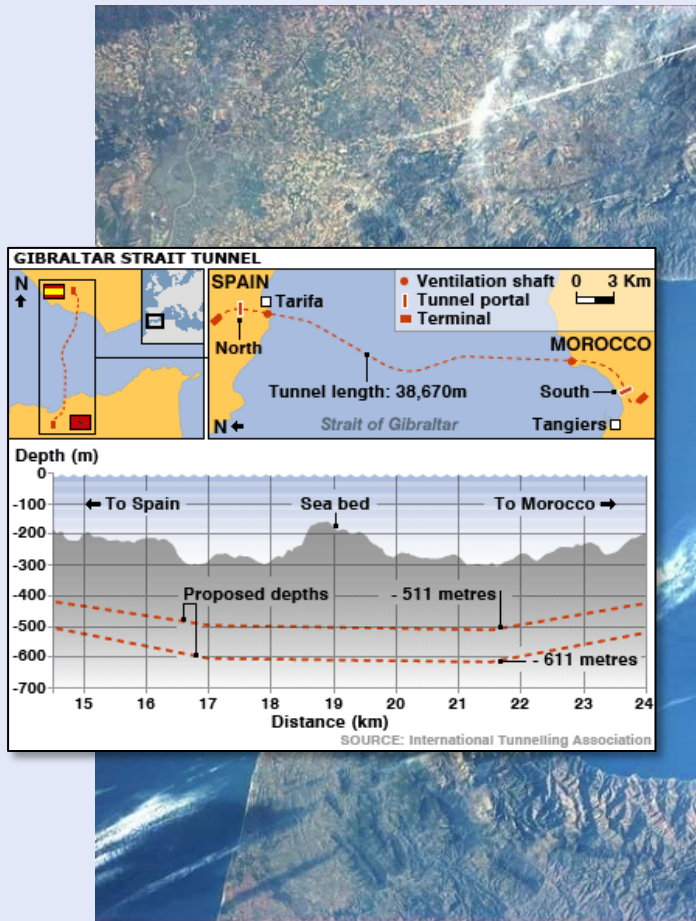 GIBRALTAR STRAIT TUNNEL
N
SPAIN
Tarifa
North
Ventilation shaft
Tunnel portal
Terminal
0 3 Km
MOROCCO
Tunnel length: 38,670m
South
N
Strait of Gibraltar
Tangiers
Depth (m)
0
-100
-200
-300
-400
-500
-600
-700
To Spain
Sea bed
To Morocco
Proposed depths
- 511 metres
- 611 metres
15 16 17 18 19 20 21 22 23 24
Distance (km)
SOURCE: International Tunnelling Association